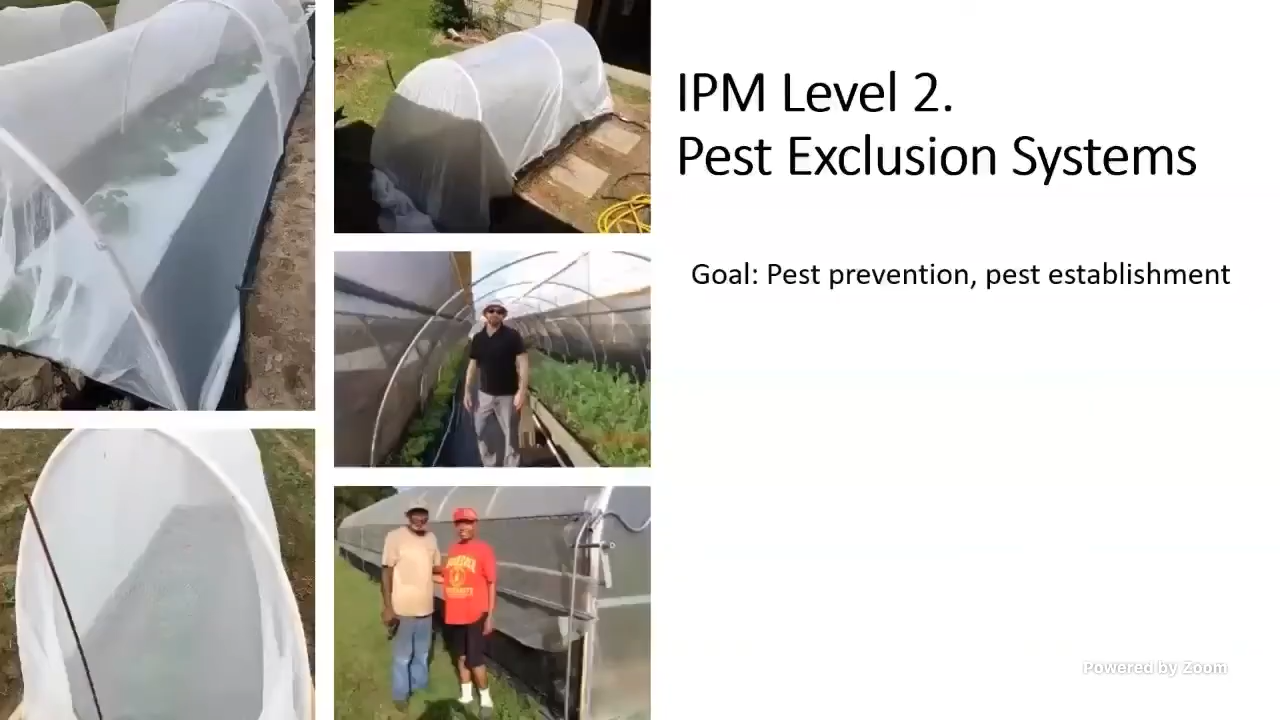 IPM Level 2.
Pest Exclusion Systems
Goal: Pest prevention, pest establishment
Powered by Zoom